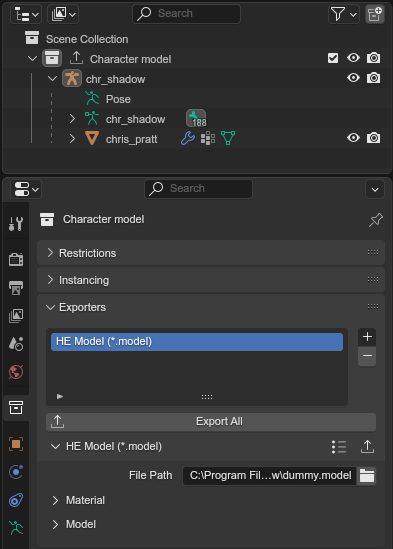 Search
Scene Collection
Character model
chr_shadow
Pose
chr_shadow
188
chris_pratt
Search
Character model
Restrictions
Instancing
Exporters
HE Model (*.model)
Export All
HE Model (*.model)
File Path C:\Program Fil…w\dummy.model
Material
Model